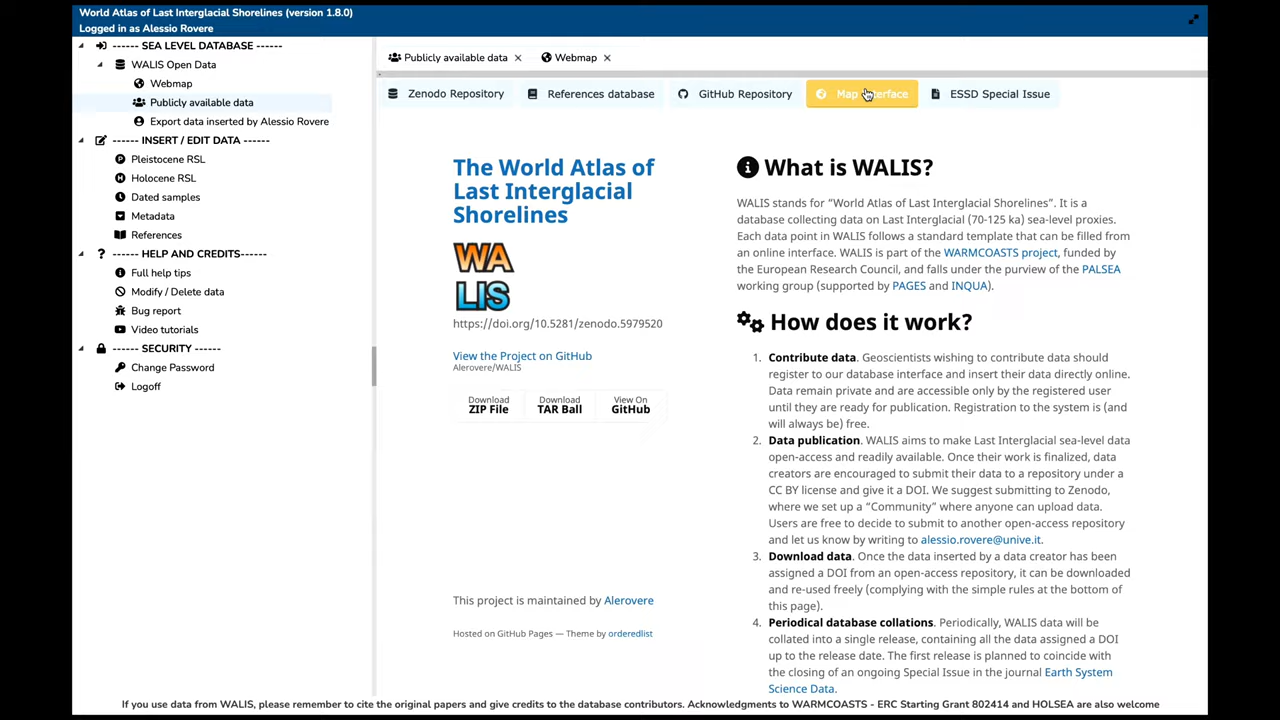 World Atlas of Last Interglacial Shorelines (version 1.8.0)
Logged in as Alessio Rovere
------ SEA LEVEL DATABASE ------
WALIS Open Data
Webmap
Publicly available data
Export data inserted by Alessio Rovere
------ INSERT / EDIT DATA ------
Pleistocene RSL
Holocene RSL
Dated samples
Metadata
References
------ HELP AND CREDITS------
Full help tips
Modify / Delete data
Bug report
Video tutorials
------ SECURITY ------
Change Password
Logoff
Publicly available data
Webmap
Zenodo Repository
References database
GitHub Repository
Map Interface
ESSD Special Issue
The World Atlas of
Last Interglacial
Shorelines
WA
LIS
https://doi.org/10.5281/zenodo.5979520
View the Project on GitHub
Alerovere/WALIS
Download
ZIP File
Download
TAR Ball
View On
GitHub
This project is maintained by Alerovere
Hosted on GitHub Pages — Theme by orderedlist
What is WALIS?
WALIS stands for “World Atlas of Last Interglacial Shorelines”. It is a
database collecting data on Last Interglacial (70-125 ka) sea-level proxies.
Each data point in WALIS follows a standard template that can be filled from
an online interface. WALIS is part of the WARMCOASTS project, funded by
the European Research Council, and falls under the purview of the PALSEA
working group (supported by PAGES and INQUA).
How does it work?
1. Contribute data. Geoscientists wishing to contribute data should
register to our database interface and insert their data directly online.
Data remain private and are accessible only by the registered user
until they are ready for publication. Registration to the system is (and
will always be) free.
2. Data publication. WALIS aims to make Last Interglacial sea-level data
open-access and readily available. Once their work is finalized, data
creators are encouraged to submit their data to a repository under a
CC BY license and give it a DOI. We suggest submitting to Zenodo,
where we set up a “Community” where anyone can upload data.
Users are free to decide to submit to another open-access repository
and let us know by writing to alessio.rovere@unive.it.
3. Download data. Once the data inserted by a data creator has been
assigned a DOI from an open-access repository, it can be downloaded
and re-used freely (complying with the simple rules at the bottom of
this page).
4. Periodical database collations. Periodically, WALIS data will be
collated into a single release, containing all the data assigned a DOI
up to the release date. The first release is planned to coincide with
the closing of an ongoing Special Issue in the journal Earth System
Science Data.
If you use data from WALIS, please remember to cite the original papers and give credits to the database contributors. Acknowledgments to WARMCOASTS - ERC Starting Grant 802414 and HOLSEA are also welcome